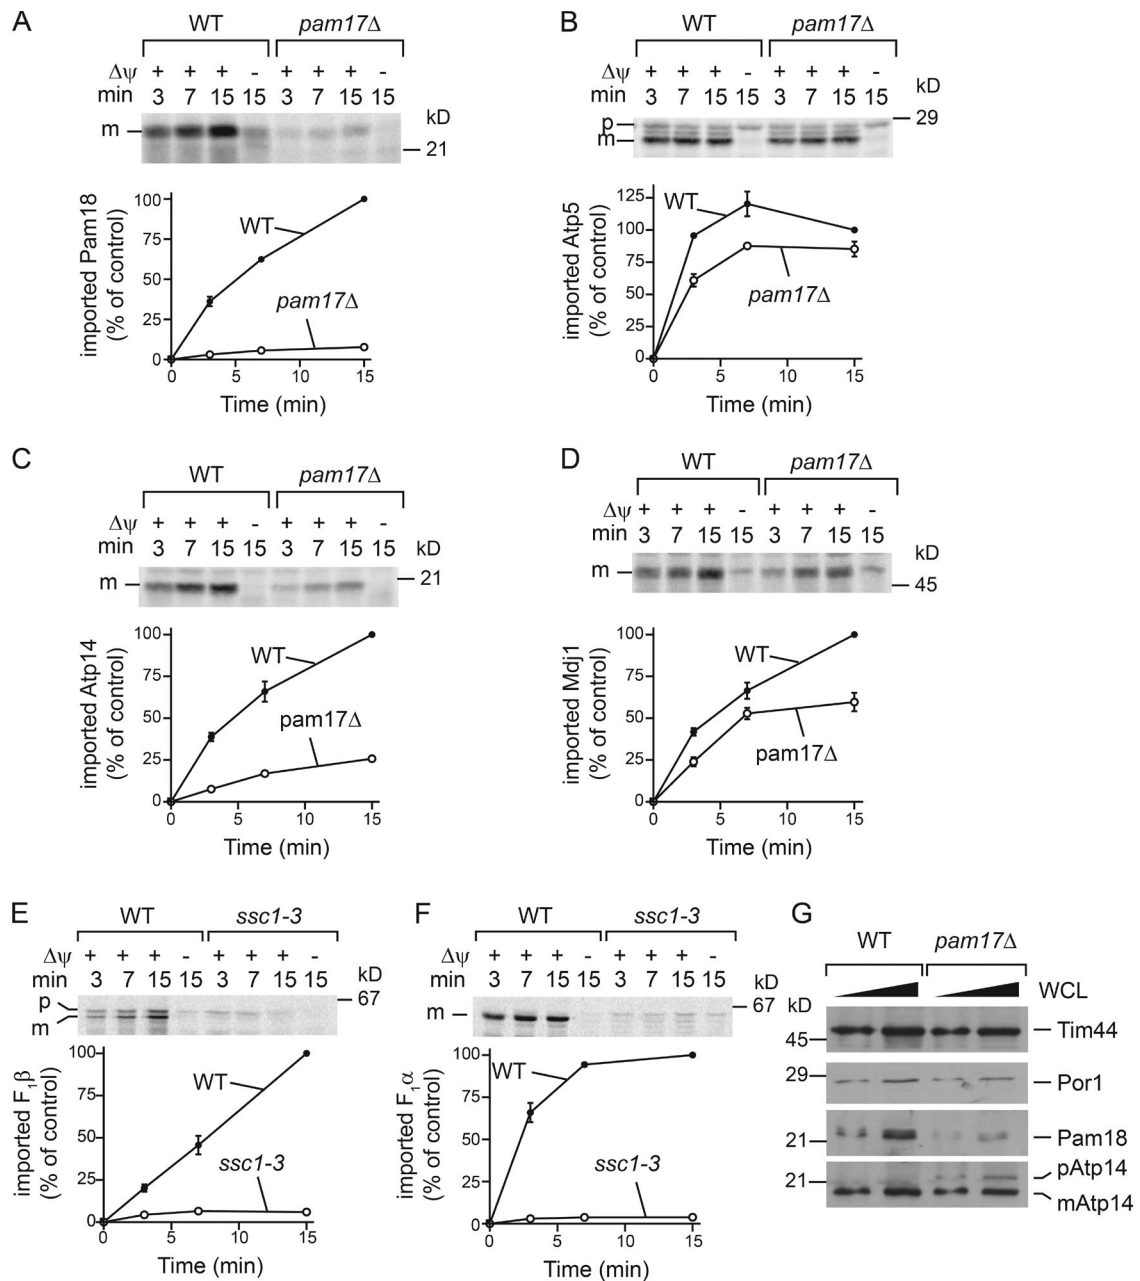 A
WT pam17Δ
Δψ + + + - + + + -
min 3 7 15 15 3 7 15 15 kD
m
21
imported Pam18
(% of control)
100
75
50
25
0
WT
pam17Δ
0 5 10 15
Time (min)
B
WT pam17Δ
Δψ + + + - + + + -
min 3 7 15 15 3 7 15 15 kD
p
29
m
imported Atp5
(% of control)
125
100
75
50
25
0
WT
pam17Δ
0 5 10 15
Time (min)
C
WT pam17Δ
Δψ + + + - + + + -
min 3 7 15 15 3 7 15 15 kD
m
21
imported Atp14
(% of control)
100
75
50
25
0
WT
pam17Δ
0 5 10 15
Time (min)
D
WT pam17Δ
Δψ + + + - + + + -
min 3 7 15 15 3 7 15 15 kD
m
45
imported Mdj1
(% of control)
100
75
50
25
0
WT
pam17Δ
0 5 10 15
Time (min)
E
WT ssc1-3
Δψ + + + - + + + -
min 3 7 15 15 3 7 15 15 kD
p
67
m
imported F₁β
(% of control)
100
75
50
25
0
WT
ssc1-3
0 5 10 15
Time (min)
F
WT ssc1-3
Δψ + + + - + + + -
min 3 7 15 15 3 7 15 15 kD
67
m
imported F₁α
(% of control)
100
75
50
25
0
WT
ssc1-3
0 5 10 15
Time (min)
G
WT pam17Δ
kD
WCL
45
Tim44
29
Por1
21
Pam18
21
pAtp14
mAtp14